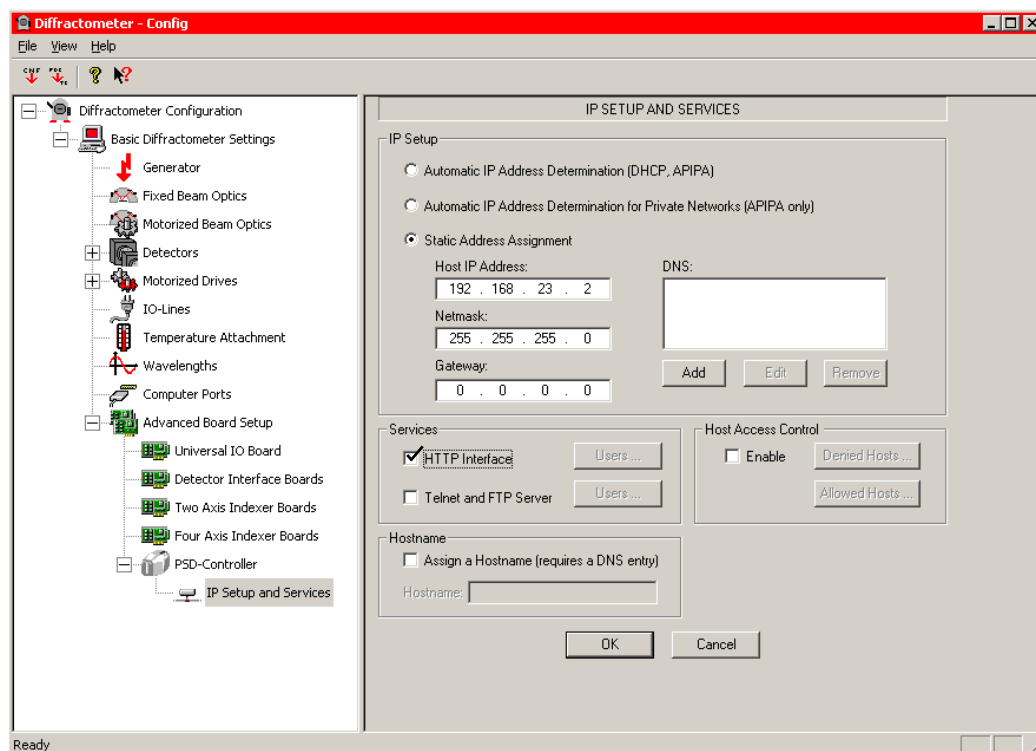 Diffractometer - Config
File View Help
Diffractometer Configuration
Basic Diffractometer Settings
Generator
Fixed Beam Optics
Motorized Beam Optics
Detectors
Motorized Drives
IO-Lines
Temperature Attachment
Wavelengths
Computer Ports
Advanced Board Setup
Universal IO Board
Detector Interface Boards
Two Axis Indexer Boards
Four Axis Indexer Boards
PSD-Controller
IP Setup and Services
IP SETUP AND SERVICES
IP Setup
Automatic IP Address Determination (DHCP, APIPA)
Automatic IP Address Determination for Private Networks (APIPA only)
Static Address Assignment
Host IP Address:
192 . 168 . 23 . 2
Netmask:
255 . 255 . 255 . 0
Gateway:
0 . 0 . 0 . 0
DNS:
Add Edit Remove
Services
HTTP Interface Users ...
Telnet and FTP Server Users ...
Host Access Control
Enable Denied Hosts ...
Allowed Hosts ...
Hostname
Assign a Hostname (requires a DNS entry)
Hostname:
OK Cancel
Ready